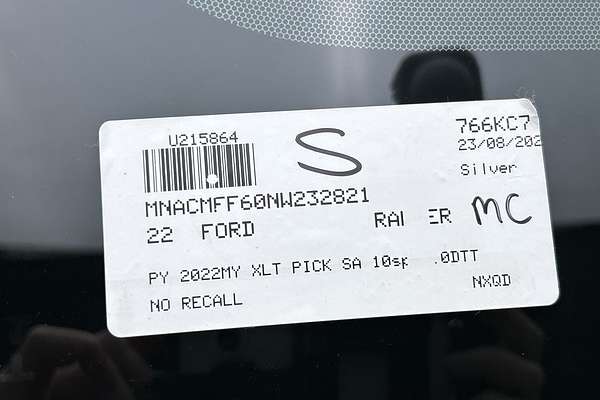 U215864
S
766KC7
23/08/202
Silver
MNACMFF60NW232821
22 FORD
MC
PY 2022MY XLT PICK SA 10sp .0DTT
NO RECALL
NXQD